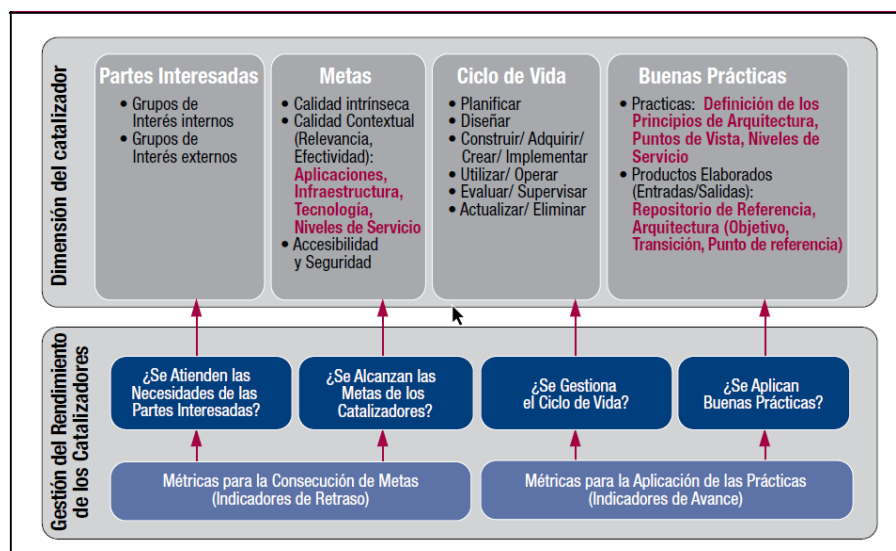 Dimensión del catalizador
Partes Interesadas
• Grupos de
Interés internos
• Grupos de
Interés externos
Metas
• Calidad intrínseca
• Calidad Contextual
(Relevancia,
Efectividad):
Aplicaciones,
Infraestructura,
Tecnología,
Niveles de Servicio
• Accesibilidad
y Seguridad
Ciclo de Vida
• Planificar
• Diseñar
• Construir/ Adquirir/
Crear/ Implementar
• Utilizar/ Operar
• Evaluar/ Supervisar
• Actualizar/ Eliminar
Buenas Prácticas
• Practicas: Definición de los
Principios de Arquitectura,
Puntos de Vista, Niveles de
Servicio
• Productos Elaborados
(Entradas/Salidas):
Repositorio de Referencia,
Arquitectura (Objetivo,
Transición, Punto de referencia)
Gestión del Rendimiento
de los Catalizadores
¿Se Atienden las
Necesidades de las
Partes Interesadas?
¿Se Alcanzan las
Metas de los
Catalizadores?
¿Se Gestiona
el Ciclo de Vida?
¿Se Aplican
Buenas Prácticas?
Métricas para la Consecución de Metas
(Indicadores de Retraso)
Métricas para la Aplicación de las Prácticas
(Indicadores de Avance)